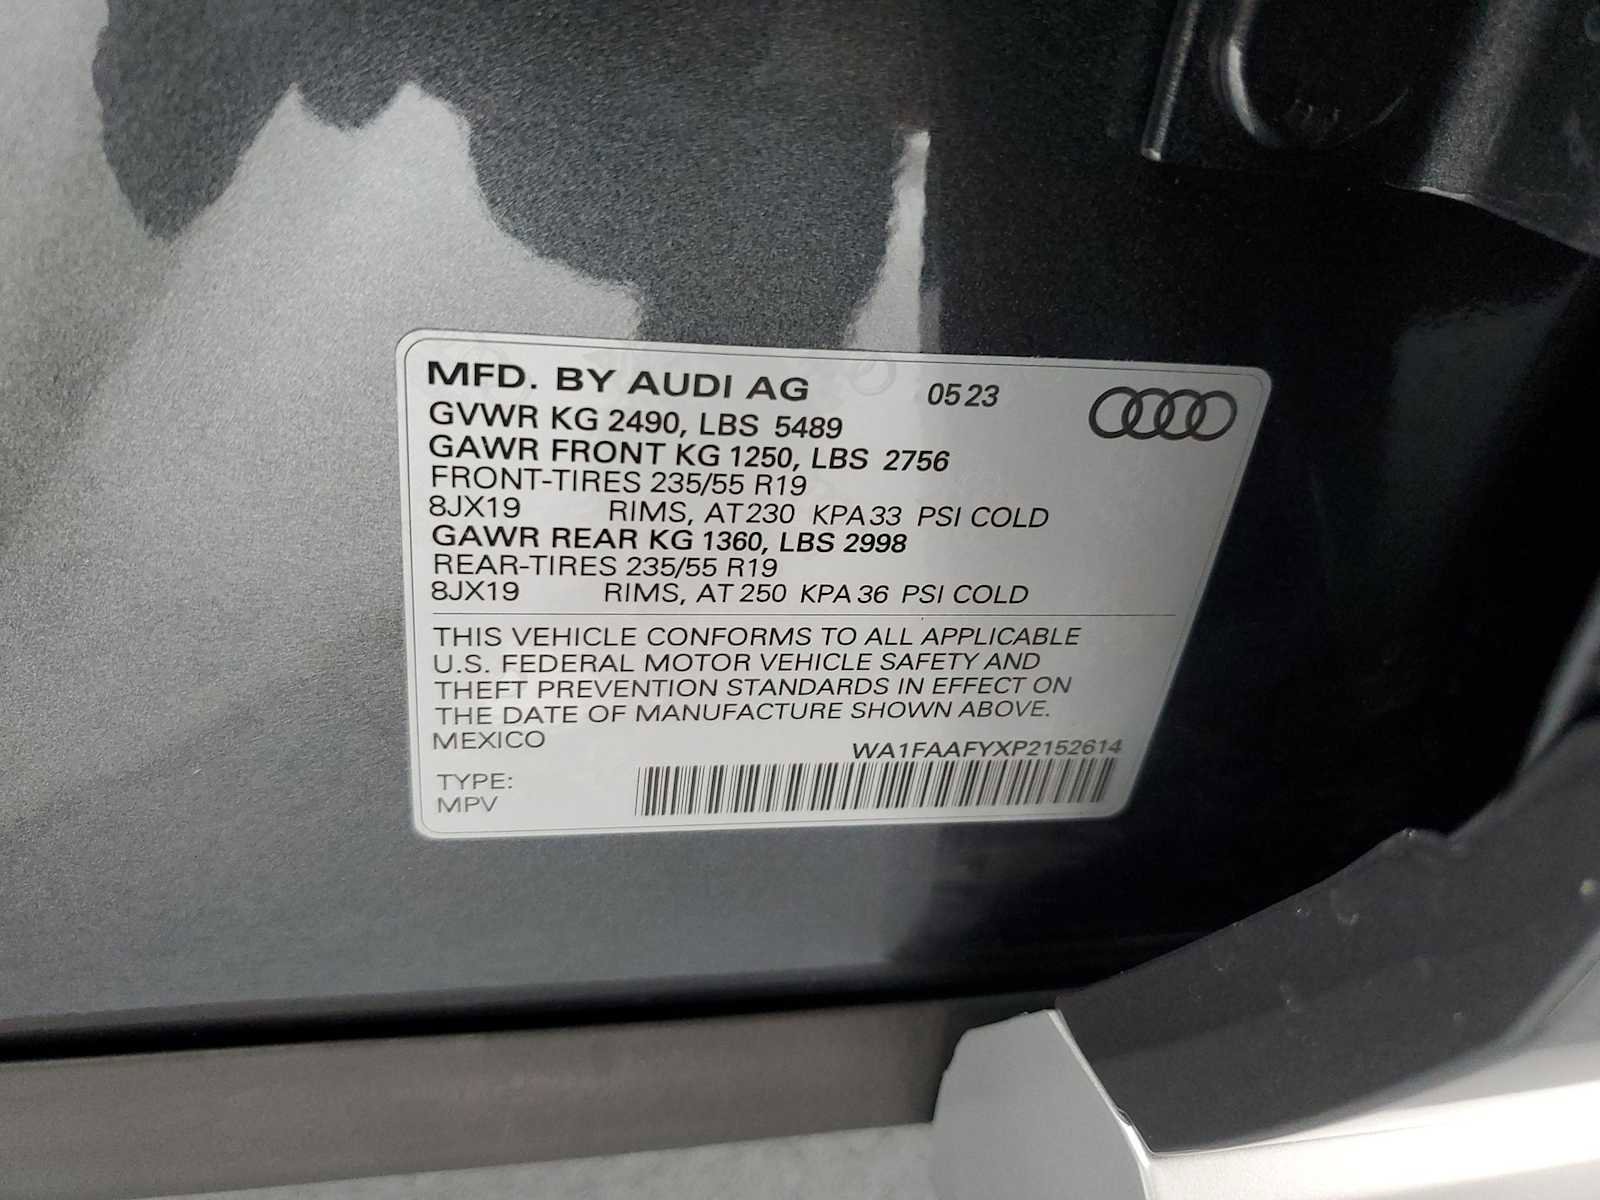 MFD. BY AUDI AG 05 23
GVWR KG 2490, LBS 5489
GAWR FRONT KG 1250, LBS 2756
FRONT-TIRES 235/55 R19
8JX19 RIMS, AT 230 KPA 33 PSI COLD
GAWR REAR KG 1360, LBS 2998
REAR-TIRES 235/55 R19
8JX19 RIMS, AT 250 KPA 36 PSI COLD
THIS VEHICLE CONFORMS TO ALL APPLICABLE
U.S. FEDERAL MOTOR VEHICLE SAFETY AND
THEFT PREVENTION STANDARDS IN EFFECT ON
THE DATE OF MANUFACTURE SHOWN ABOVE.
MEXICO
WA1FAAFYXP2152614
TYPE:
MPV